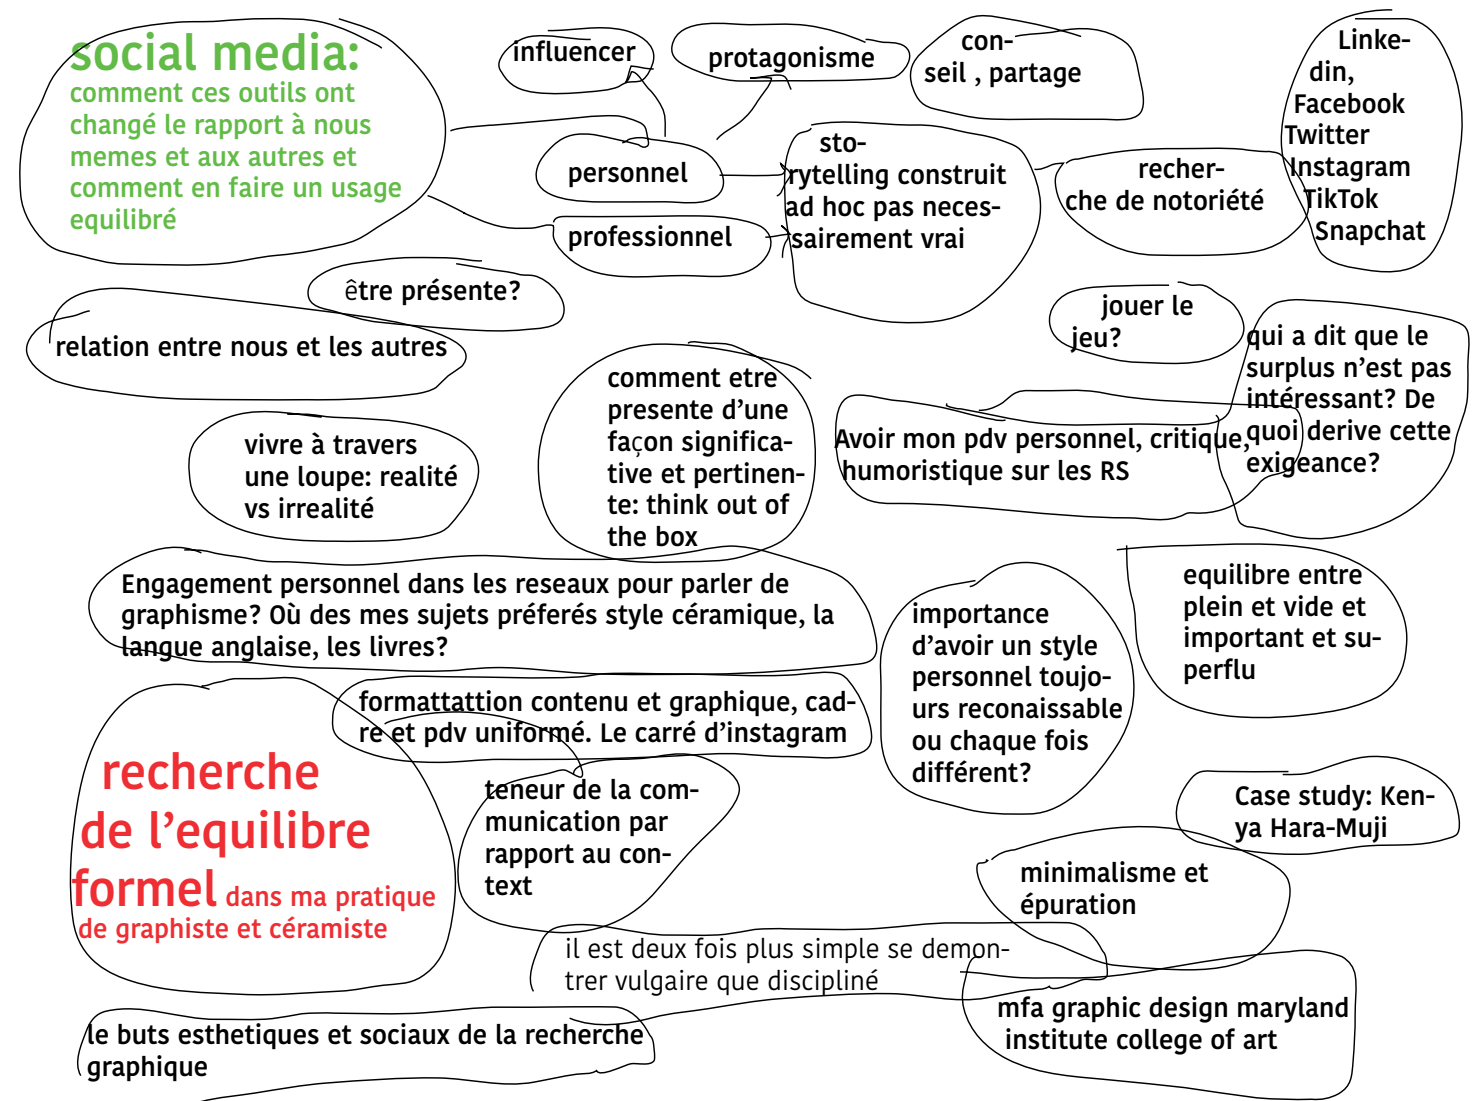 social media:
comment ces outils ont
changé le rapport à nous
memes et aux autres et
comment en faire un usage
equilibré
influencer
protagonisme
con-
seil , partage
Linke-
din,
Facebook
Twitter
Instagram
TikTok
Snapchat
personnel
professionnel
sto-
rytelling construit
ad hoc pas neces-
sairement vrai
recher-
che de notoriété
être présente?
relation entre nous et les autres
jouer le
jeu?
qui a dit que le
surplus n’est pas
intéressant? De
quoi derive cette
exigeance?
vivre à travers
une loupe: realité
vs irrealité
comment etre
presente d’une
façon significa-
tive et pertinen-
te: think out of
the box
Avoir mon pdv personnel, critique,
humoristique sur les RS
Engagement personnel dans les reseaux pour parler de
graphisme? Où des mes sujets préferés style céramique, la
langue anglaise, les livres?
importance
d’avoir un style
personnel toujo-
urs reconaissable
ou chaque fois
différent?
equilibre entre
plein et vide et
important et su-
perflu
formattattion contenu et graphique, cad-
re et pdv uniformé. Le carré d’instagram
recherche
de l’equilibre
formel dans ma pratique
de graphiste et céramiste
teneur de la com-
munication par
rapport au con-
text
Case study: Ken-
ya Hara-Muji
minimalisme et
épuration
il est deux fois plus simple se demon-
trer vulgaire que discipliné
mfa graphic design maryland
institute college of art
le buts esthetiques et sociaux de la recherche
graphique